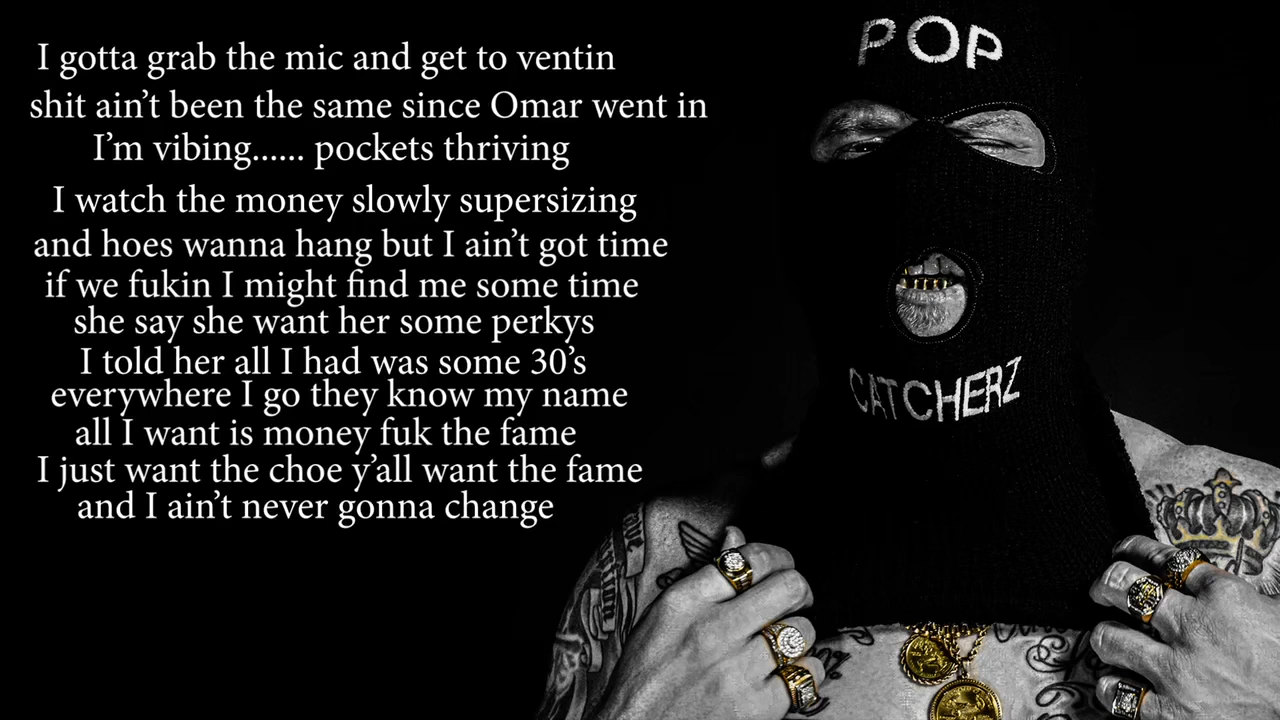 I gotta grab the mic and get to ventin
shit ain't been the same since Omar went in
I'm vibing...... pockets thriving
I watch the money slowly supersizing
and hoes wanna hang but I ain't got time
if we fukin I might find me some time
she say she want her some perkys
I told her all I had was some 30's
everywhere I go they know my name
all I want is money fuk the fame
I just want the choe y'all want the fame
and I ain't never gonna change
POP
CATCHERZ